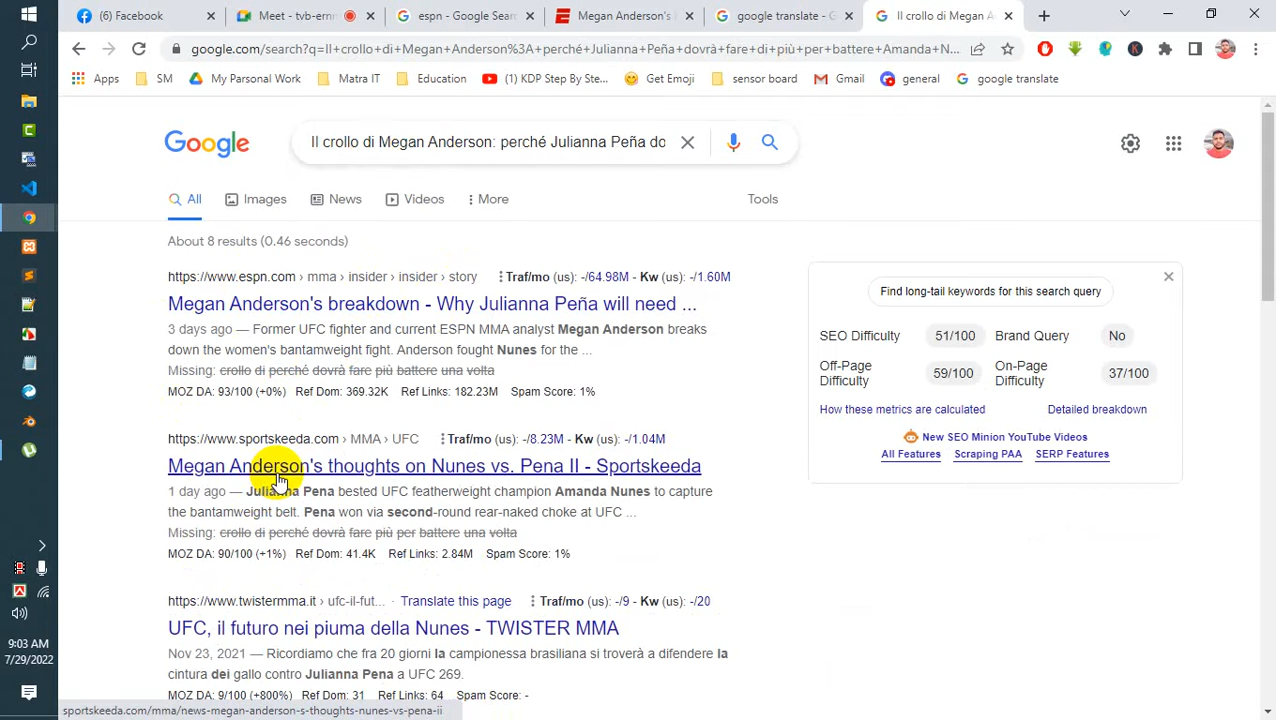 (6) Facebook
Meet - tvb-ernn
espn - Google Sear
Megan Anderson's
google translate - G
Il crollo di Megan A
google.com/search?q=Il+crollo+di+Megan+Anderson%3A+perché+Julianna+Peña+dovrà+fare+di+più+per+battere+Amanda+N...
Apps
SM
My Parsonal Work
Matra IT
Education
(1) KDP Step By Ste...
Get Emoji
sensor board
Gmail
general
google translate
Google
Il crollo di Megan Anderson: perché Julianna Peña do
All
Images
News
Videos
More
Tools
About 8 results (0.46 seconds)
https://www.espn.com › mma › insider › insider › story
Traf/mo (us): -/64.98M - Kw (us): -/1.60M
Megan Anderson's breakdown - Why Julianna Peña will need ...
3 days ago — Former UFC fighter and current ESPN MMA analyst Megan Anderson breaks
down the women's bantamweight fight. Anderson fought Nunes for the ...
Missing: crollo di perché dovrà fare più battere una volta
MOZ DA: 93/100 (+0%) Ref Dom: 369.32K Ref Links: 182.23M Spam Score: 1%
https://www.sportskeeda.com › MMA › UFC
Traf/mo (us): -/8.23M - Kw (us): -/1.04M
Megan Anderson's thoughts on Nunes vs. Pena II - Sportskeeda
1 day ago — Julianna Pena bested UFC featherweight champion Amanda Nunes to capture
the bantamweight belt. Pena won via second-round rear-naked choke at UFC ...
Missing: crollo di perché dovrà fare più per battere volta
MOZ DA: 90/100 (+1%) Ref Dom: 41.4K Ref Links: 2.84M Spam Score: 1%
https://www.twistermma.it › ufc-il-fut... · Translate this page
Traf/mo (us): -/9 - Kw (us): -/20
UFC, il futuro nei piuma della Nunes - TWISTER MMA
Nov 23, 2021 — Ricordiamo che fra 20 giorni la campionessa brasiliana si troverà a difendere la
cintura dei gallo contro Julianna Pena a UFC 269.
MOZ DA: 9/100 (+800%) Ref Dom: 31 Ref Links: 64 Spam Score: -
Find long-tail keywords for this search query
SEO Difficulty 51/100 Brand Query No
Off-Page Difficulty 59/100 On-Page Difficulty 37/100
How these metrics are calculated
Detailed breakdown
New SEO Minion YouTube Videos
All Features
Scraping PAA
SERP Features
9:03 AM
7/29/2022
sportskeeda.com/mma/news-megan-anderson-s-thoughts-nunes-vs-pena-ii